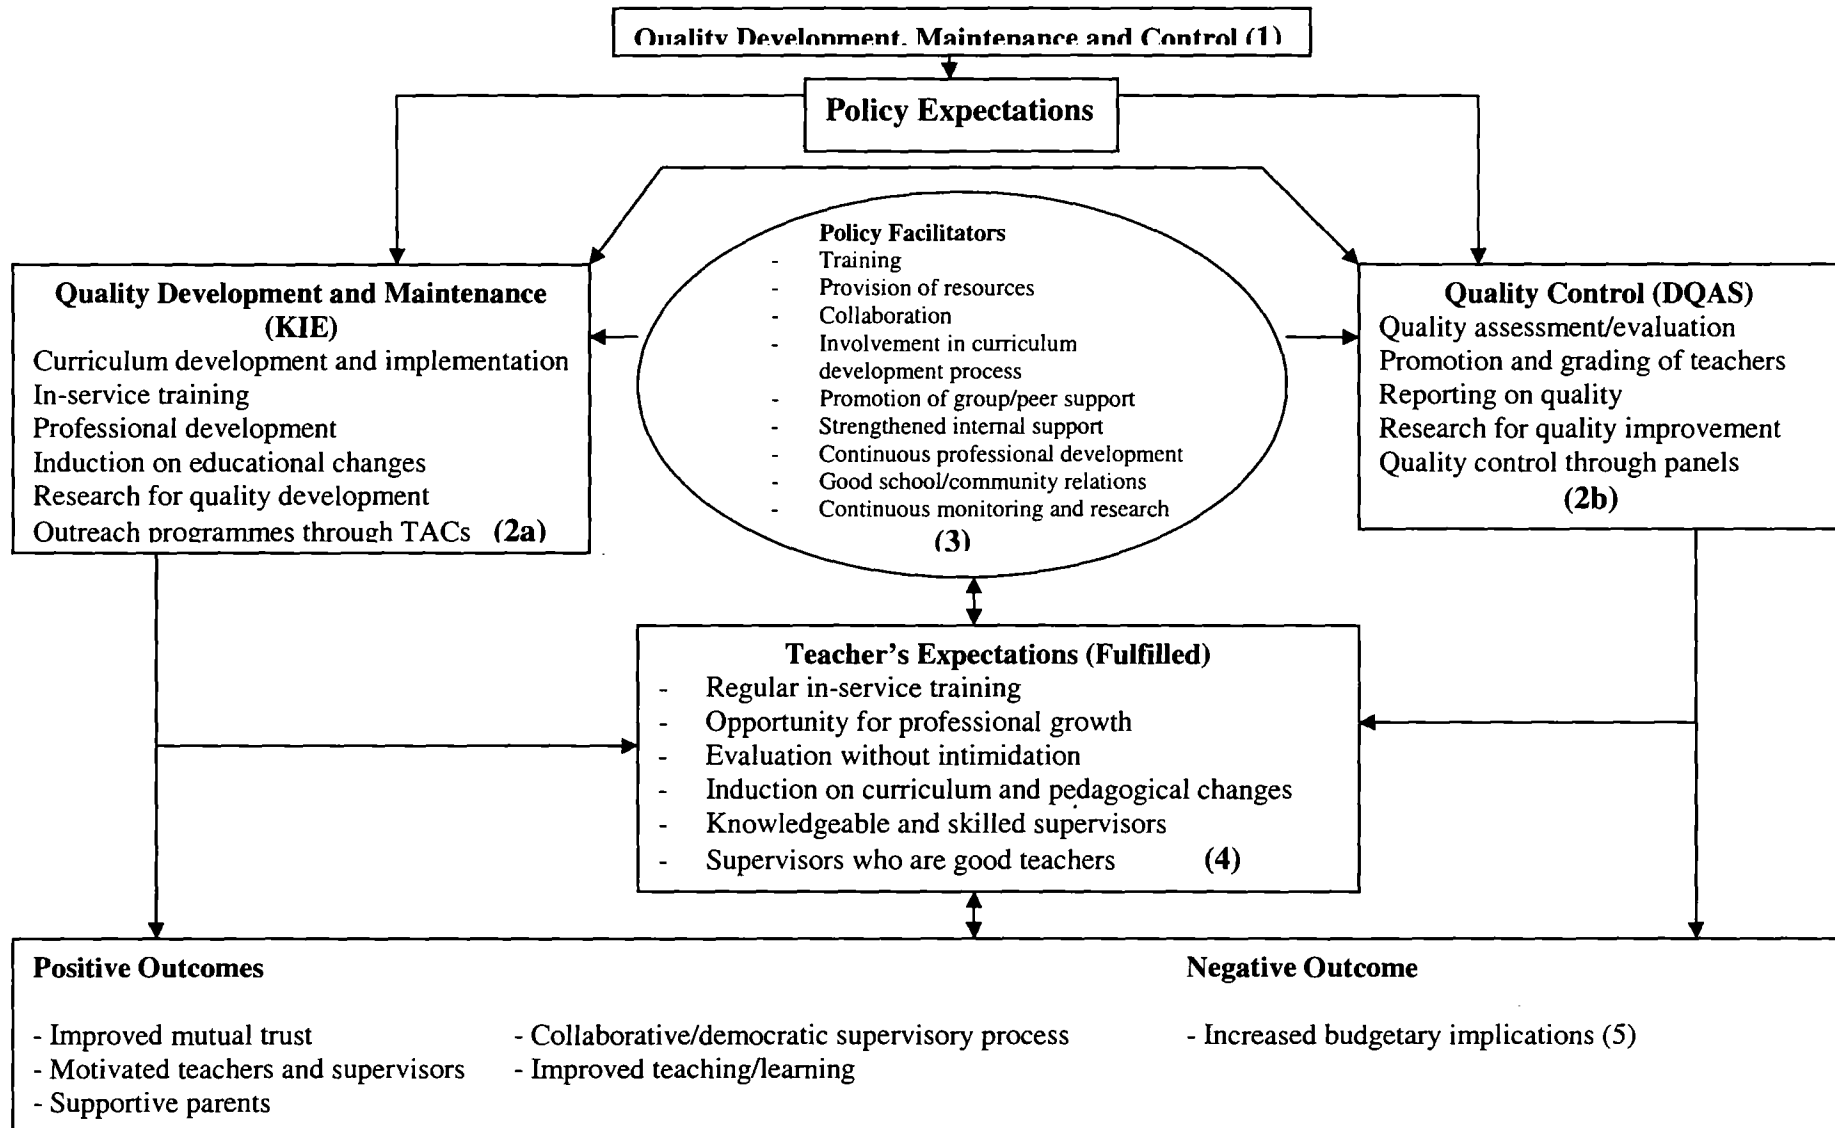 Quality Development, Maintenance and Control (1)
Policy Expectations
Quality Development and Maintenance
(KIE)
Curriculum development and implementation
In-service training
Professional development
Induction on educational changes
Research for quality development
Outreach programmes through TACs (2a)
Policy Facilitators
- Training
- Provision of resources
- Collaboration
- Involvement in curriculum
development process
- Promotion of group/peer support
- Strengthened internal support
- Continuous professional development
- Good school/community relations
- Continuous monitoring and research
(3)
Quality Control (DQAS)
Quality assessment/evaluation
Promotion and grading of teachers
Reporting on quality
Research for quality improvement
Quality control through panels
(2b)
Teacher's Expectations (Fulfilled)
- Regular in-service training
- Opportunity for professional growth
- Evaluation without intimidation
- Induction on curriculum and pedagogical changes
- Knowledgeable and skilled supervisors
- Supervisors who are good teachers (4)
Positive Outcomes
- Improved mutual trust
- Motivated teachers and supervisors
- Supportive parents
- Collaborative/democratic supervisory process
- Improved teaching/learning
Negative Outcome
- Increased budgetary implications (5)